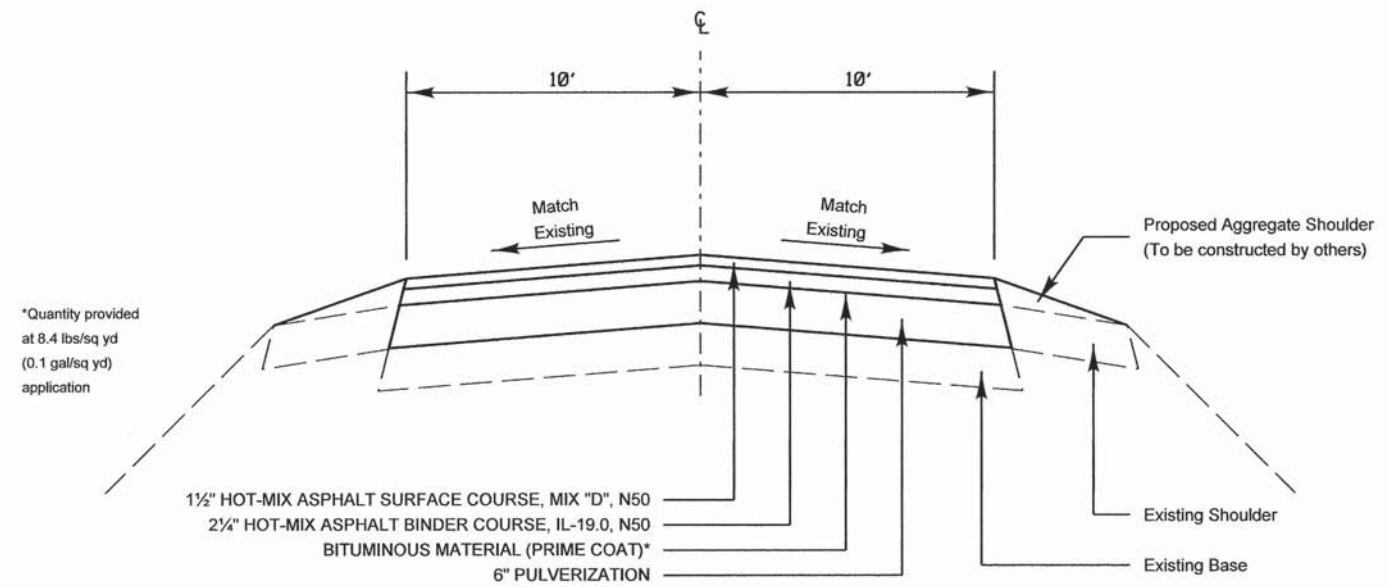 ℄
10' 10'
Match
Existing
Match
Existing
Proposed Aggregate Shoulder
(To be constructed by others)
*Quantity provided
at 8.4 lbs/sq yd
(0.1 gal/sq yd)
application
1½" HOT-MIX ASPHALT SURFACE COURSE, MIX "D", N50
2¼" HOT-MIX ASPHALT BINDER COURSE, IL-19.0, N50
BITUMINOUS MATERIAL (PRIME COAT)*
6" PULVERIZATION
Existing Shoulder
Existing Base